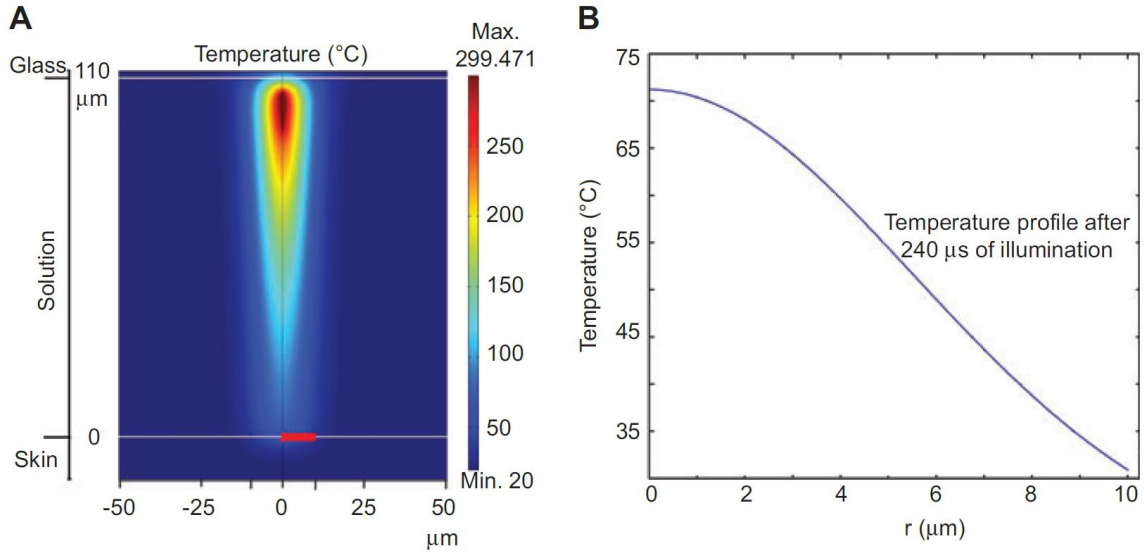 A
Temperature (°C)
Max.
299.471
Glass
110
µm
250
200
150
100
50
Min. 20
Solution
0
Skin
-50
-25
0
25
50
µm
B
75
65
55
45
35
Temperature (°C)
Temperature profile after
240 µs of illumination
0
2
4
6
8
10
r (µm)